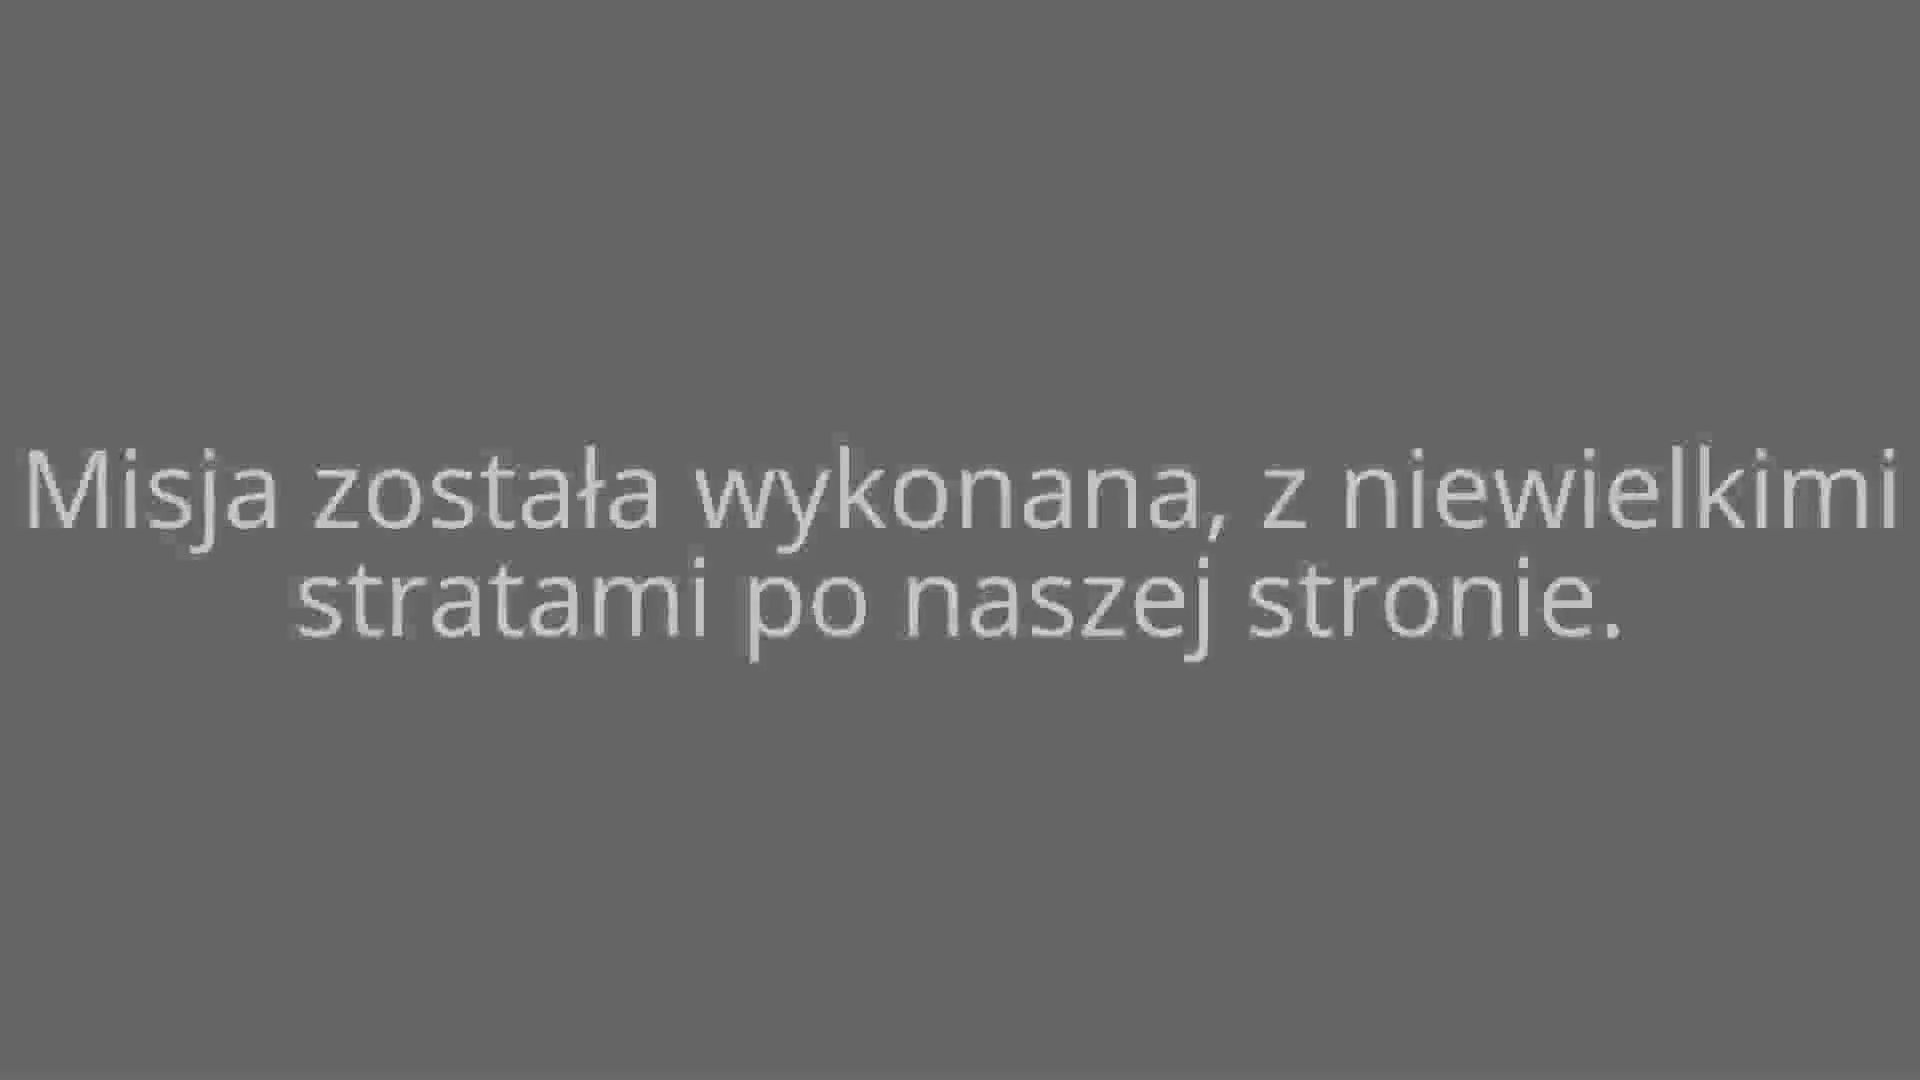 Misja została wykonana, z niewielkimi
stratami po naszej stronie.